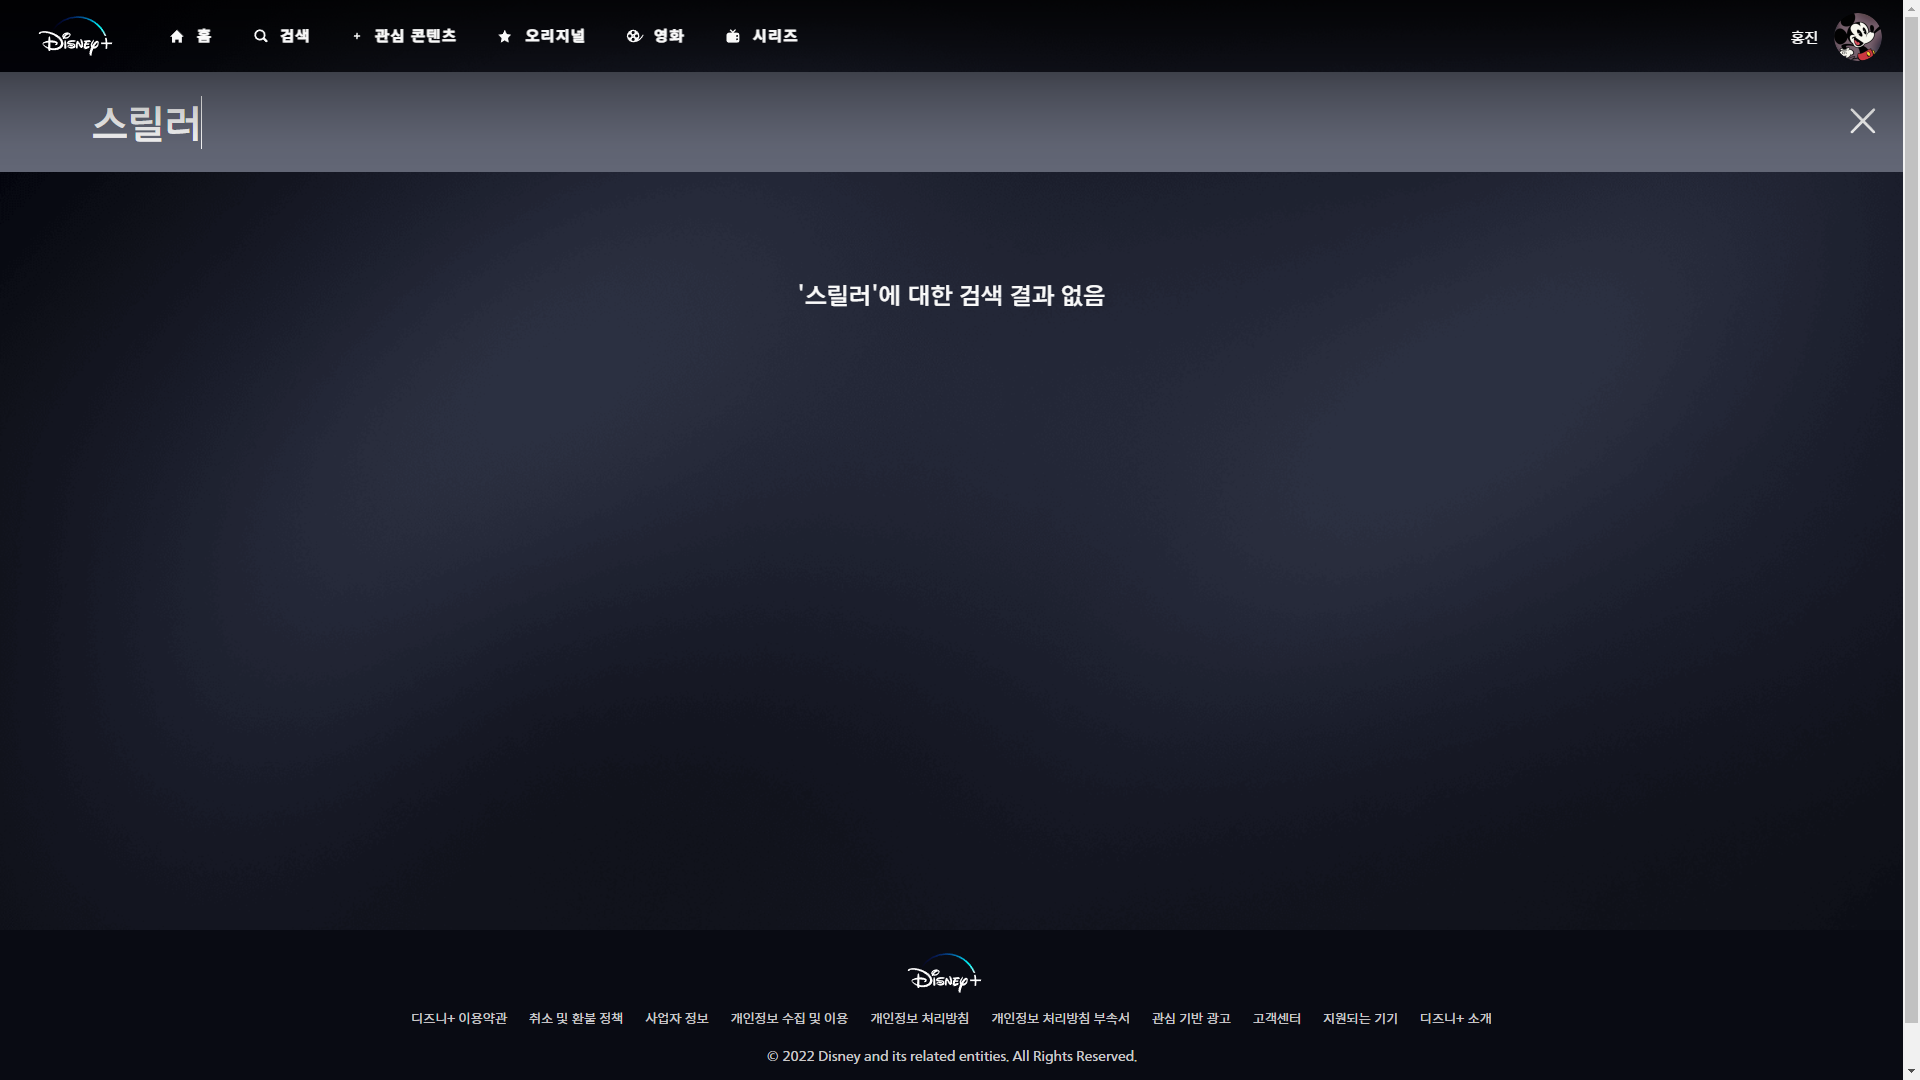 Disney+ 홈 검색 + 관심 콘텐츠 오리지널 영화 시리즈 홍진
스릴러
'스릴러'에 대한 검색 결과 없음
Disney+
디즈니+ 이용약관 취소 및 환불 정책 사업자 정보 개인정보 수집 및 이용 개인정보 처리방침 개인정보 처리방침 부속서 관심 기반 광고 고객센터 지원되는 기기 디즈니+ 소개
© 2022 Disney and its related entities. All Rights Reserved.